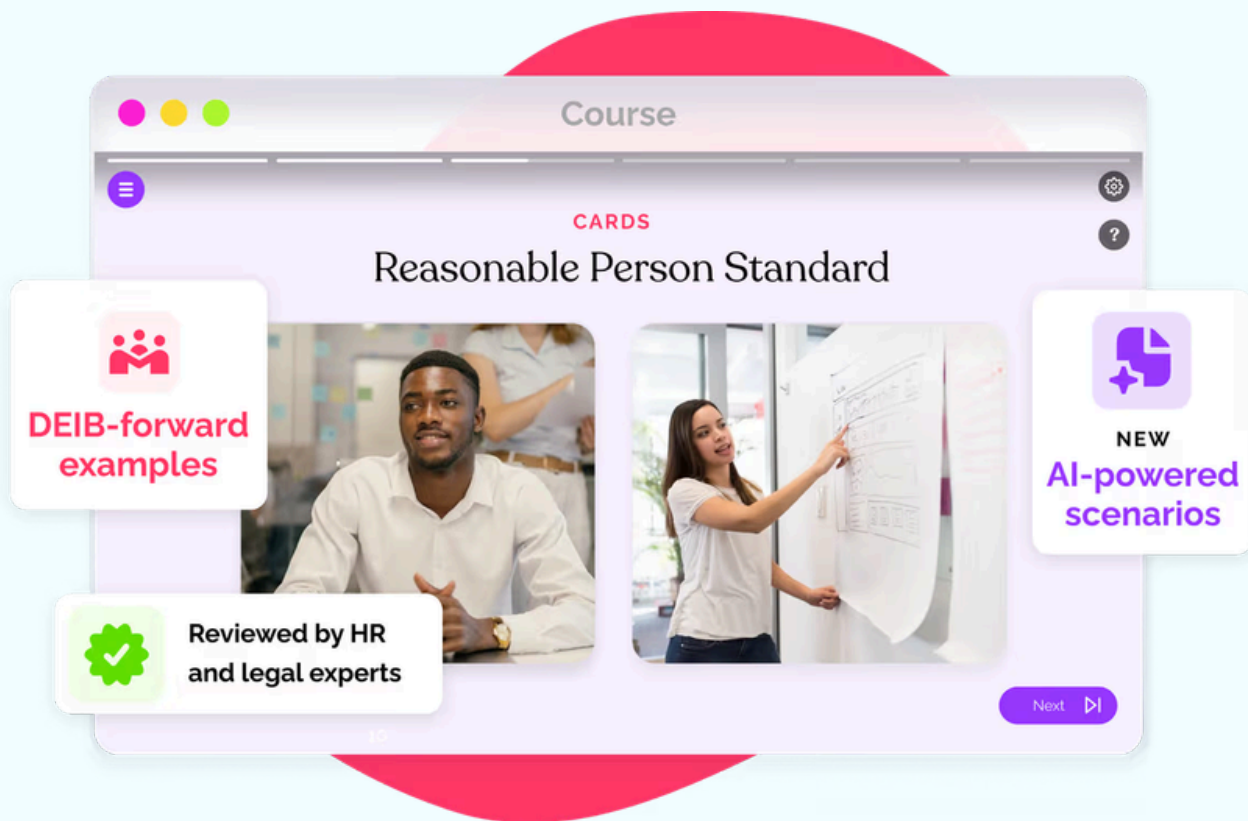 Course
CARDS
Reasonable Person Standard
DEIB-forward
examples
NEW
AI-powered
scenarios
Reviewed by HR
and legal experts
Next
?